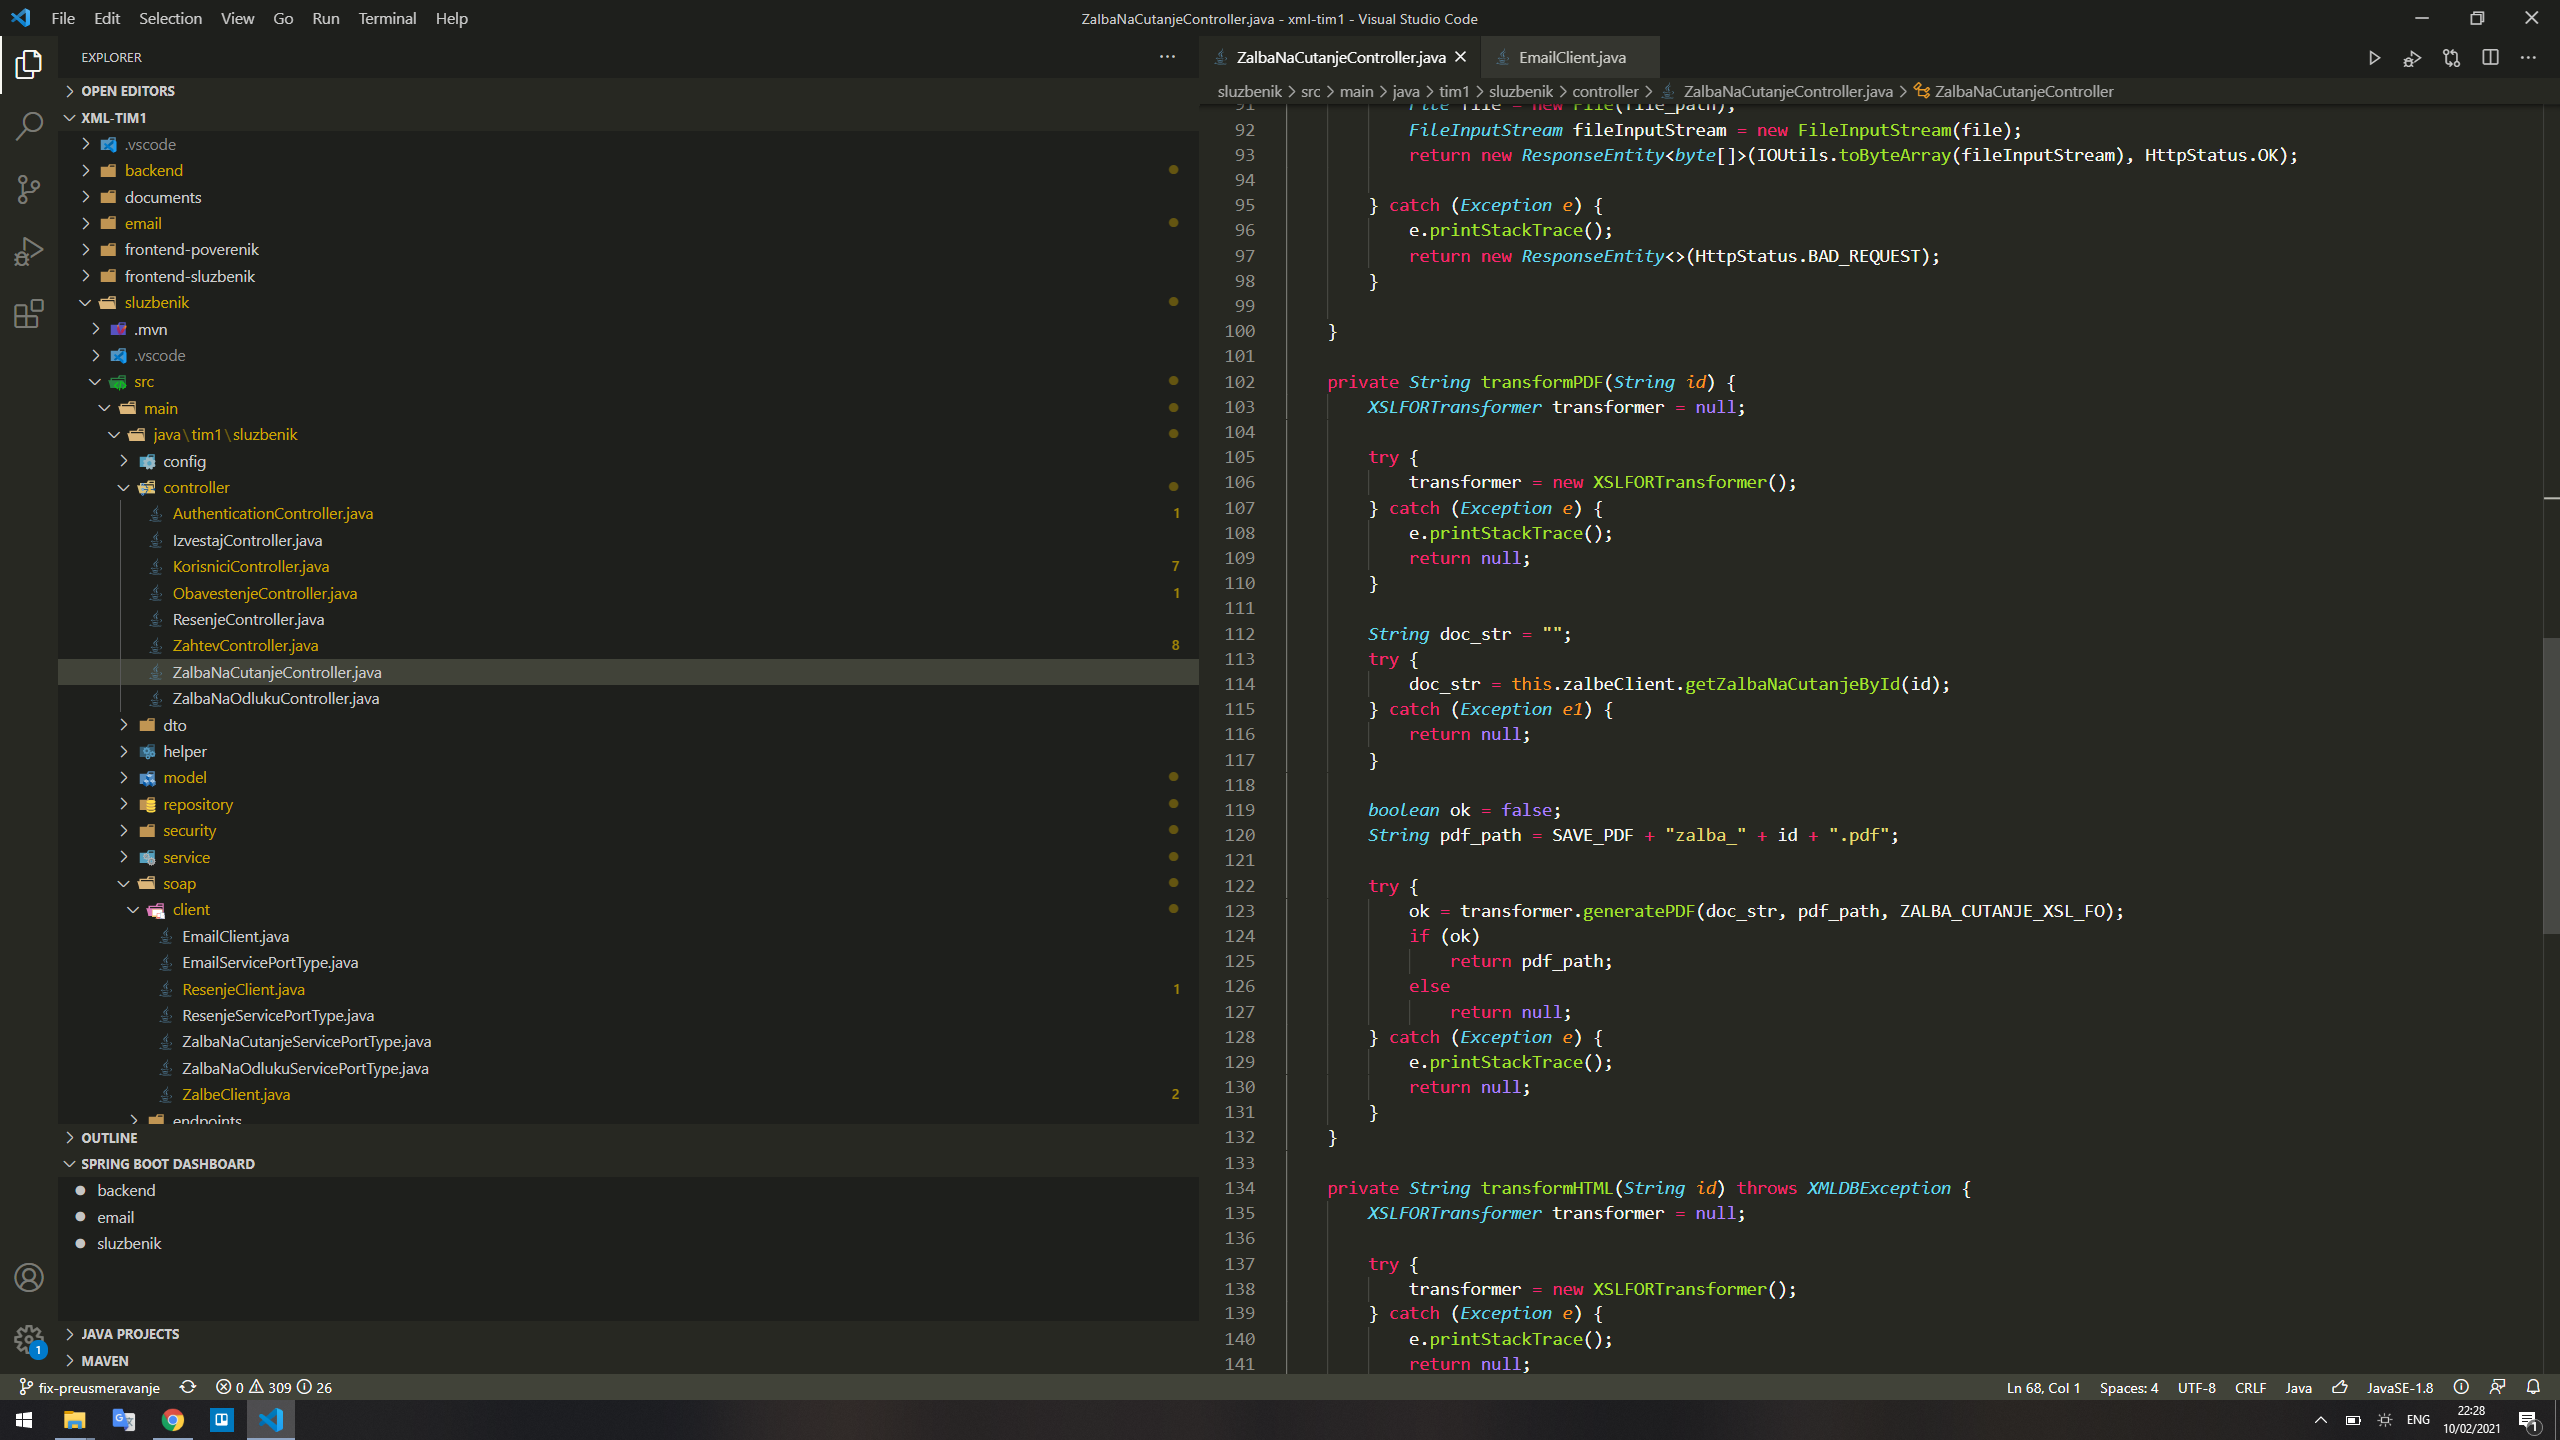 File Edit Selection View Go Run Terminal Help
ZalbaNaCutanjeController.java - xml-tim1 - Visual Studio Code
EXPLORER
OPEN EDITORS
XML-TIM1
.vscode
backend
documents
email
frontend-poverenik
frontend-sluzbenik
sluzbenik
.mvn
.vscode
src
main
java\tim1\sluzbenik
config
controller
AuthenticationController.java 1
IzvestajController.java
KorisniciController.java 7
ObavestenjeController.java 1
ResenjeController.java
ZahtevController.java 8
ZalbaNaCutanjeController.java
ZalbaNaOdlukuController.java
dto
helper
model
repository
security
service
soap
client
EmailClient.java
EmailServicePortType.java
ResenjeClient.java 1
ResenjeServicePortType.java
ZalbaNaCutanjeServicePortType.java
ZalbaNaOdlukuServicePortType.java
ZalbeClient.java 2
endpoints
OUTLINE
SPRING BOOT DASHBOARD
backend
email
sluzbenik
JAVA PROJECTS
MAVEN
ZalbaNaCutanjeController.java EmailClient.java
sluzbenik > src > main > java > tim1 > sluzbenik > controller > ZalbaNaCutanjeController.java > ZalbaNaCutanjeController
91 File file = new File(file_path);
92 FileInputStream fileInputStream = new FileInputStream(file);
93 return new ResponseEntity<byte[]>(IOUtils.toByteArray(fileInputStream), HttpStatus.OK);
94
95 } catch (Exception e) {
96 e.printStackTrace();
97 return new ResponseEntity<>(HttpStatus.BAD_REQUEST);
98 }
99
100 }
101
102 private String transformPDF(String id) {
103 XSLFORTransformer transformer = null;
104
105 try {
106 transformer = new XSLFORTransformer();
107 } catch (Exception e) {
108 e.printStackTrace();
109 return null;
110 }
111
112 String doc_str = "";
113 try {
114 doc_str = this.zalbeClient.getZalbaNaCutanjeById(id);
115 } catch (Exception e1) {
116 return null;
117 }
118
119 boolean ok = false;
120 String pdf_path = SAVE_PDF + "zalba_" + id + ".pdf";
121
122 try {
123 ok = transformer.generatePDF(doc_str, pdf_path, ZALBA_CUTANJE_XSL_FO);
124 if (ok)
125 return pdf_path;
126 else
127 return null;
128 } catch (Exception e) {
129 e.printStackTrace();
130 return null;
131 }
132 }
133
134 private String transformHTML(String id) throws XMLDBException {
135 XSLFORTransformer transformer = null;
136
137 try {
138 transformer = new XSLFORTransformer();
139 } catch (Exception e) {
140 e.printStackTrace();
141 return null;
1
fix-preusmeravanje 0 309 26
Ln 68, Col 1 Spaces: 4 UTF-8 CRLF Java JavaSE-1.8
ENG
22:28
10/02/2021
1